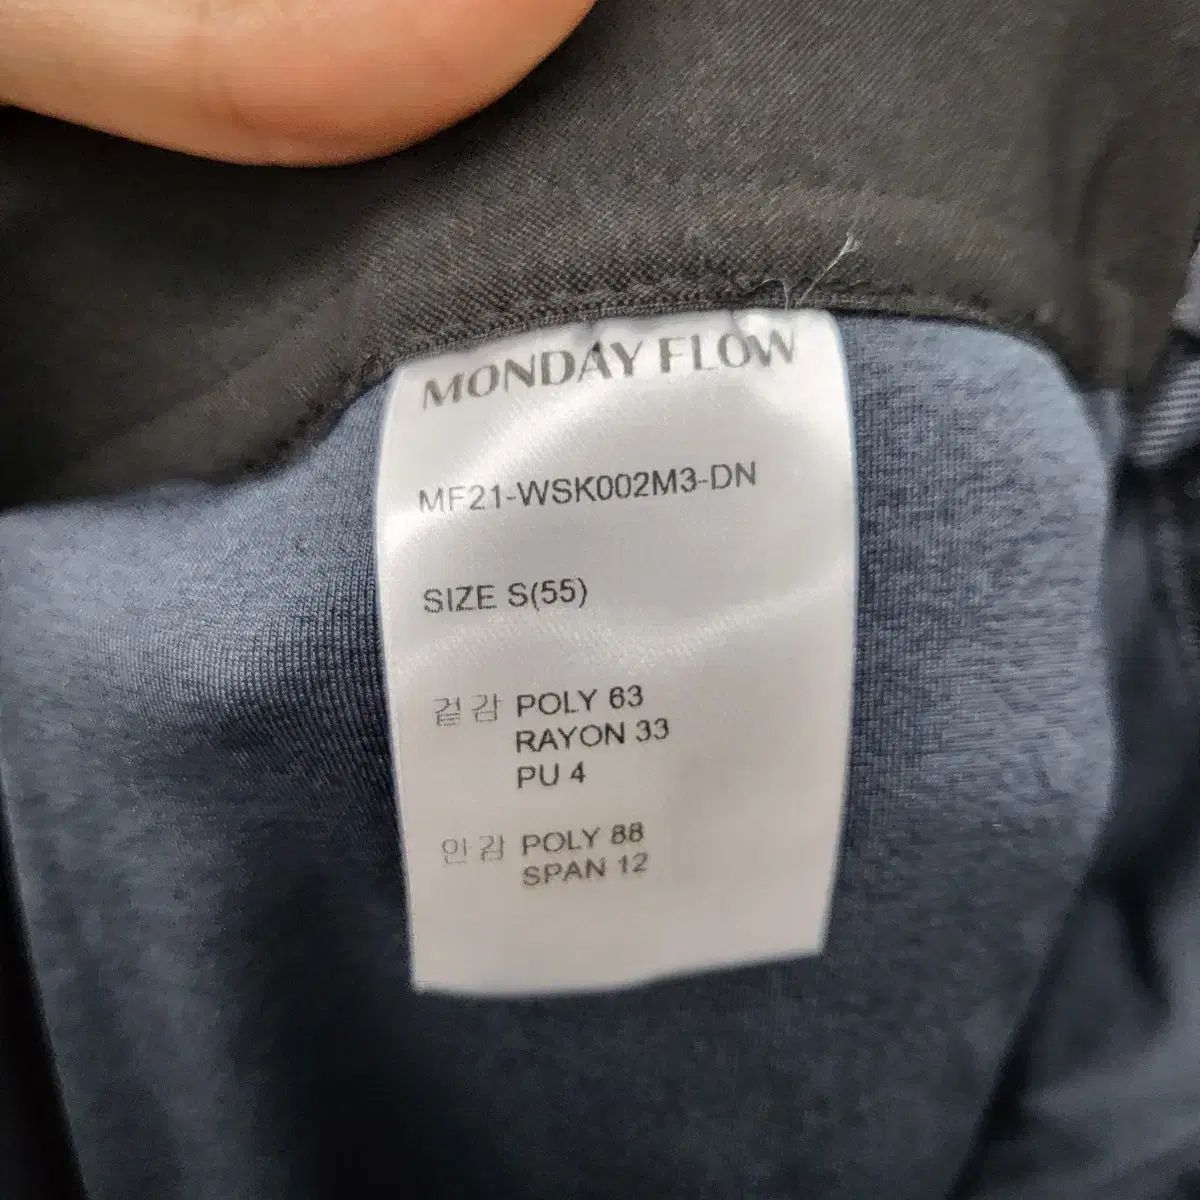 MONDAY FLOW
MF21-WSK002M3-DN
SIZE S(55)
겉감 POLY 63
RAYON 33
PU 4
안감 POLY 88
SPAN 12